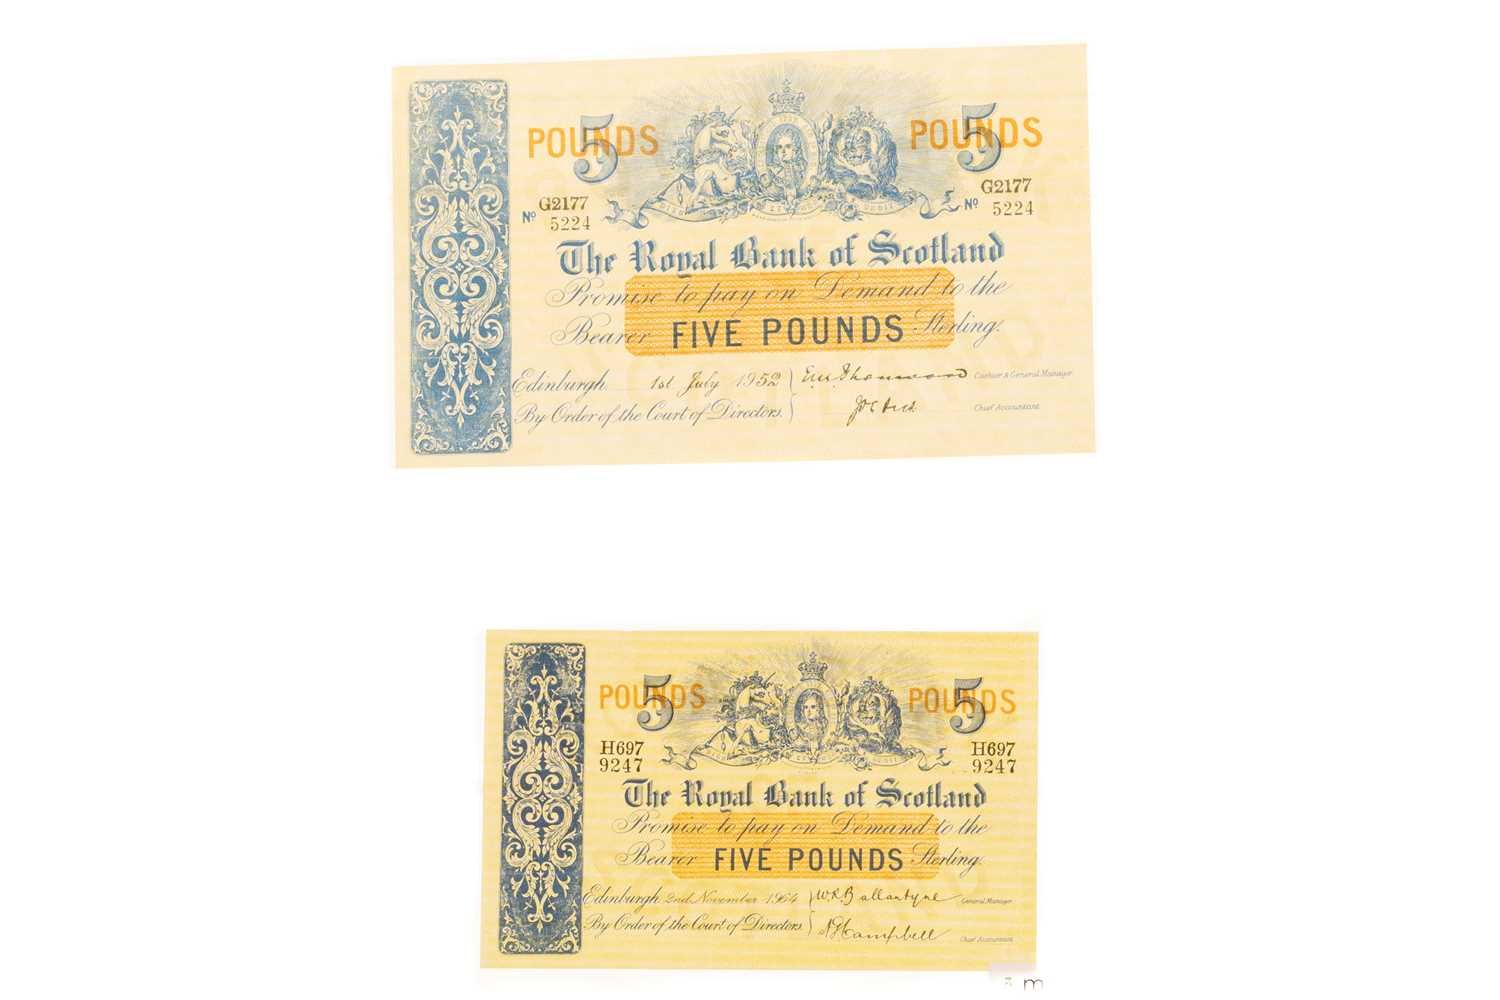 POUNDS 5 POUNDS 5
G2177 G2177
No 5224 No 5224
The Royal Bank of Scotland
Promise to pay on Demand to the
Bearer FIVE POUNDS Sterling.
Edinburgh 1st July 1952 Cashier & General Manager
By Order of the Court of Directors. Chief Accountant
POUNDS 5 POUNDS 5
H697 H697
9247 9247
The Royal Bank of Scotland
Promise to pay on Demand to the
Bearer FIVE POUNDS Sterling.
Edinburgh 2nd November 1964 W.R.Ballantyne General Manager
By Order of the Court of Directors. Campbell Chief Accountant